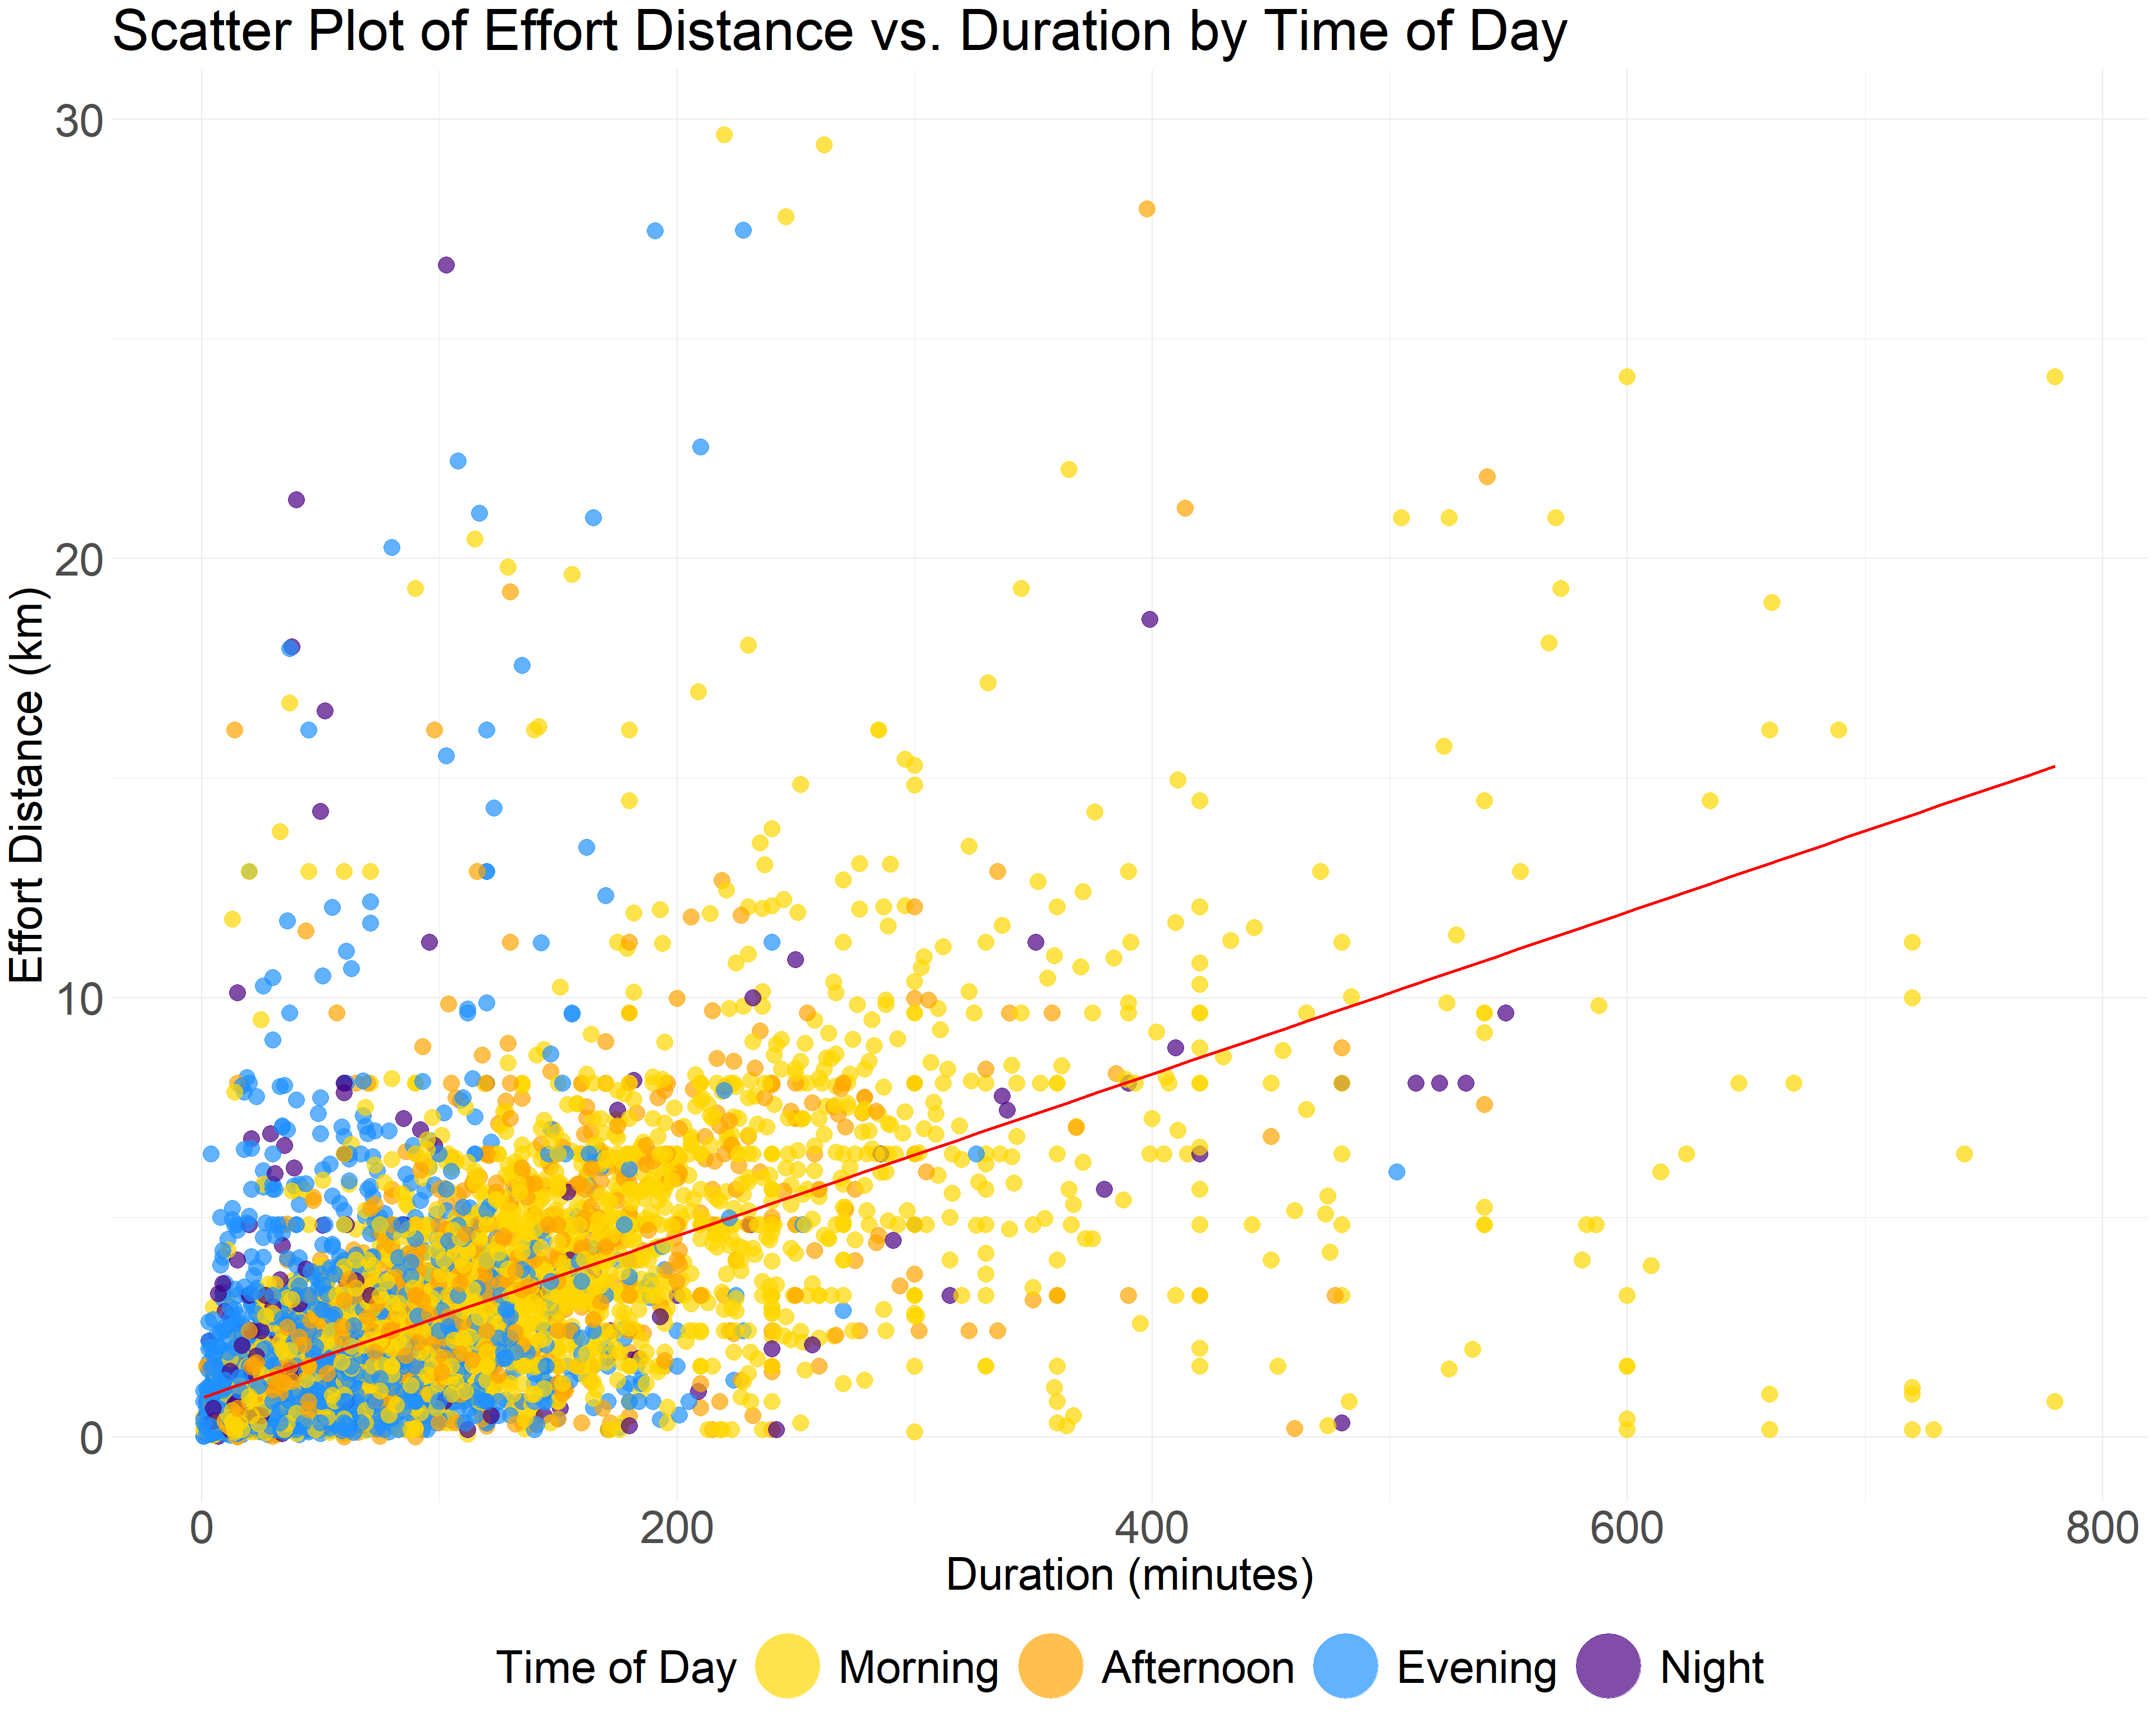 Scatter Plot of Effort Distance vs. Duration by Time of Day
Effort Distance (km)
30
20
10
0
0 200 400 600 800
Duration (minutes)
Time of Day Morning Afternoon Evening Night